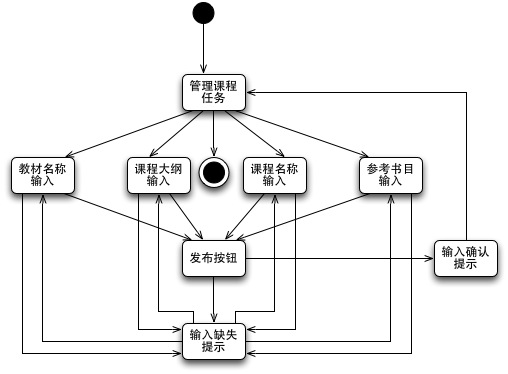 管理课程
任务
教材名称
输入
课程大纲
输入
课程名称
输入
参考书目
输入
发布按钮
输入确认
提示
输入缺失
提示